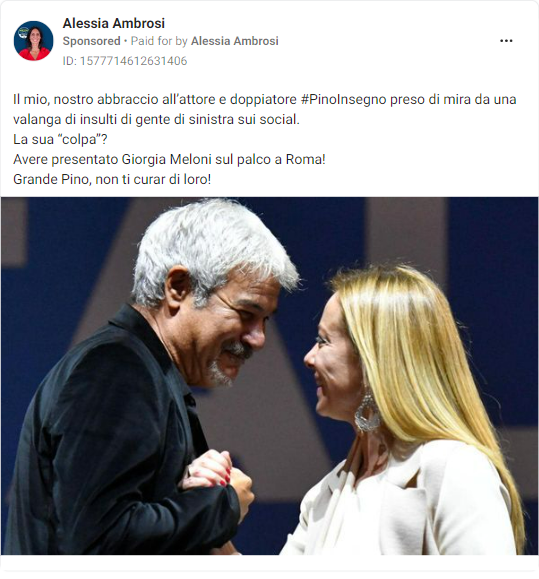 Alessia Ambrosi
Sponsored • Paid for by Alessia Ambrosi
ID: 1577714612631406
Il mio, nostro abbraccio all'attore e doppiatore #PinoInsegno preso di mira da una
valanga di insulti di gente di sinistra sui social.
La sua “colpa”?
Avere presentato Giorgia Meloni sul palco a Roma!
Grande Pino, non ti curar di loro!